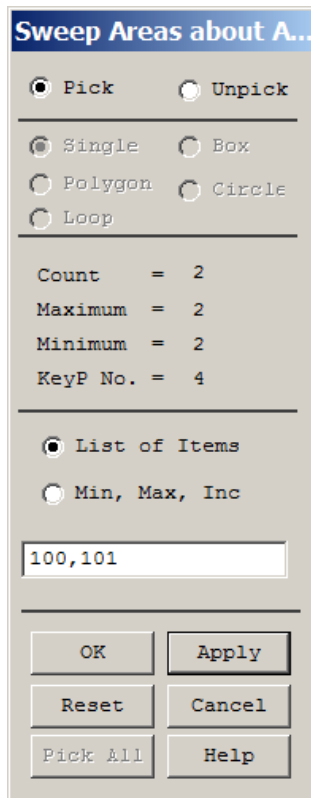 Sweep Areas about A...
Pick Unpick
Single Box
Polygon Circle
Loop
Count = 2
Maximum = 2
Minimum = 2
KeyP No. = 4
List of Items
Min, Max, Inc
100,101
OK Apply
Reset Cancel
Pick All Help